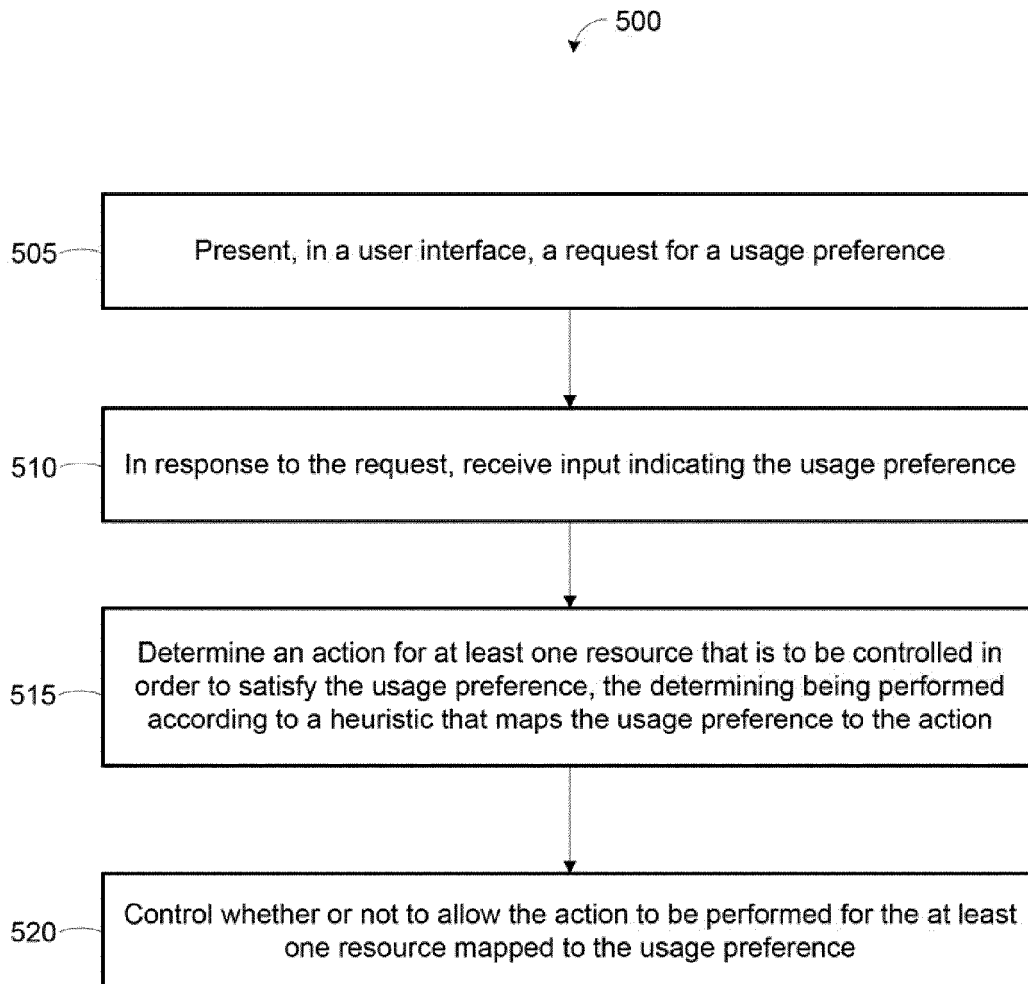 500
505
Present, in a user interface, a request for a usage preference
510
In response to the request, receive input indicating the usage preference
515
Determine an action for at least one resource that is to be controlled in
order to satisfy the usage preference, the determining being performed
according to a heuristic that maps the usage preference to the action
520
Control whether or not to allow the action to be performed for the at least
one resource mapped to the usage preference